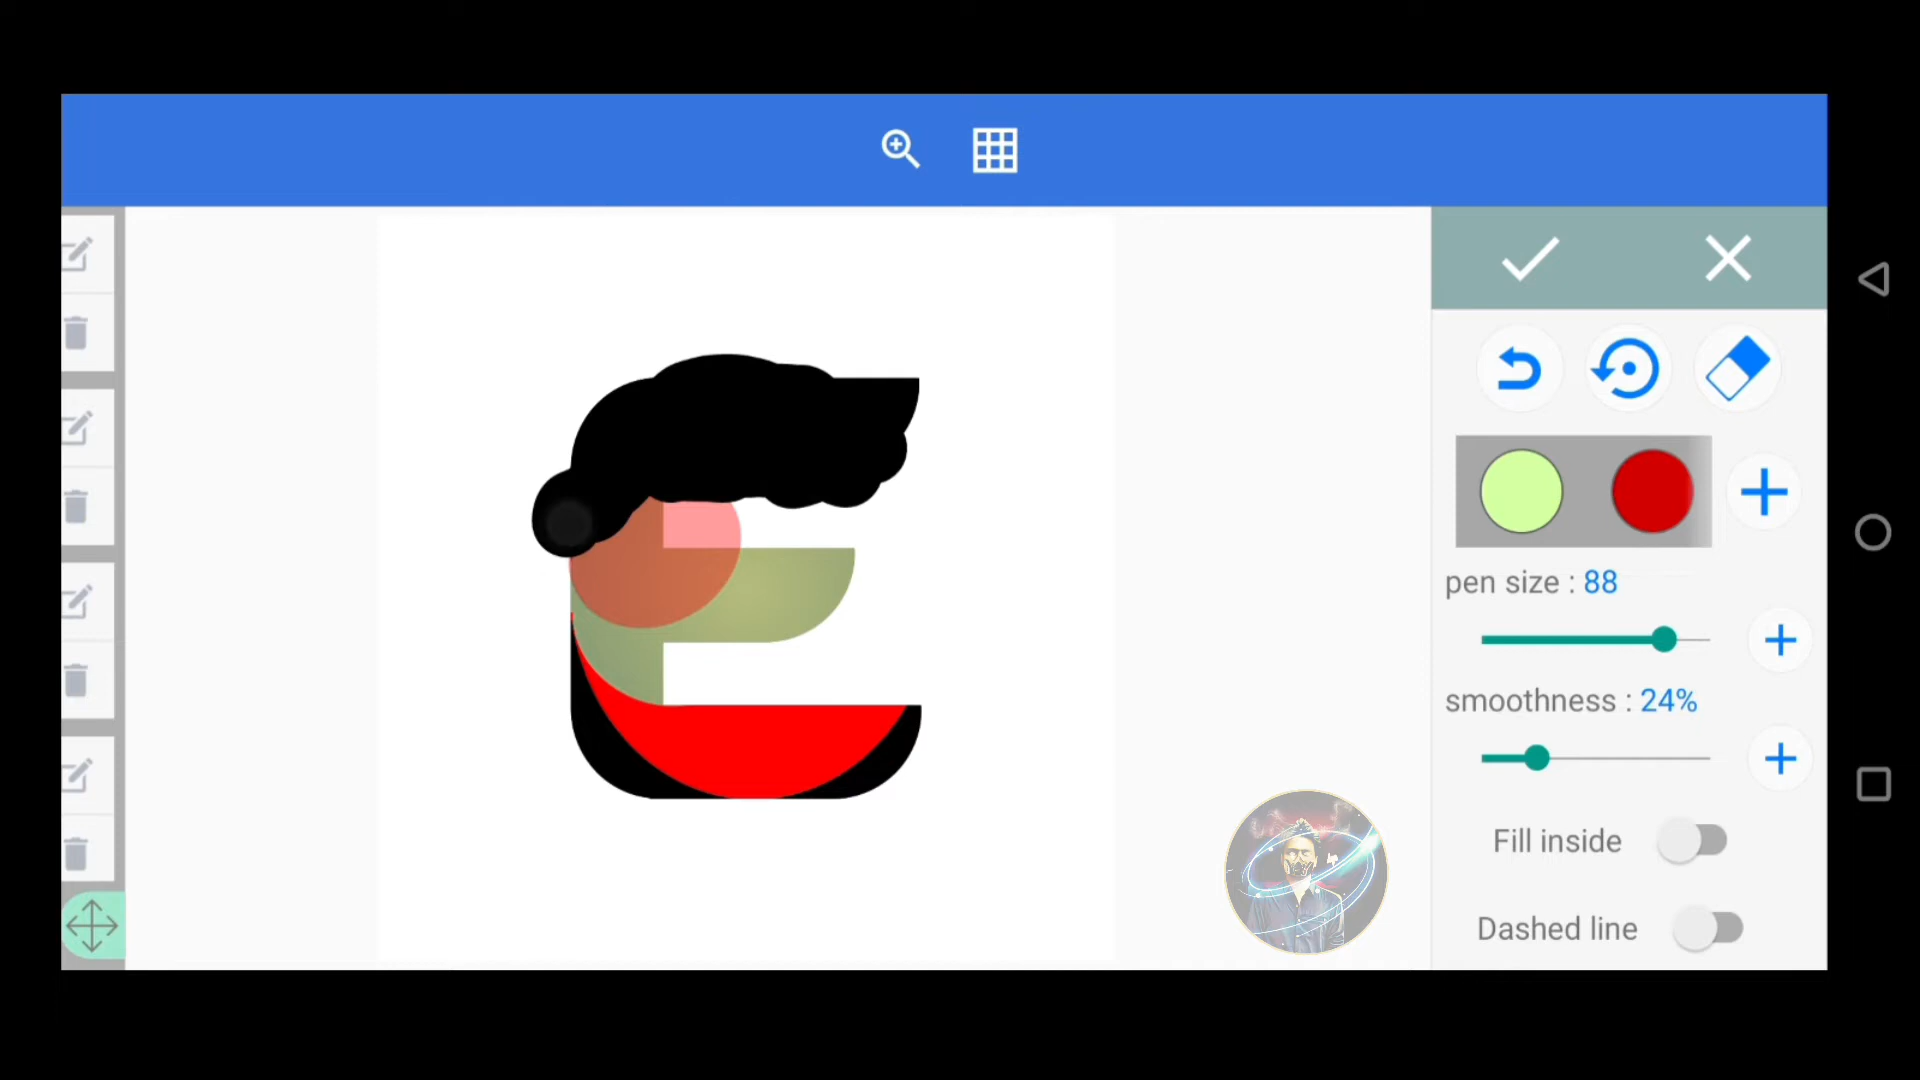 pen size : 88
smoothness : 24%
Fill inside
Dashed line